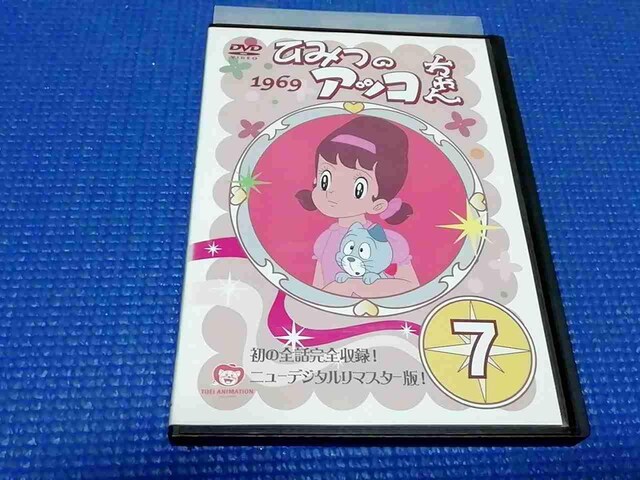 DVD
VIDEO
ひみつの
アッコちゃん
1969
7
初の全話完全収録!
ニューデジタルリマスター版!
TOEI ANIMATION